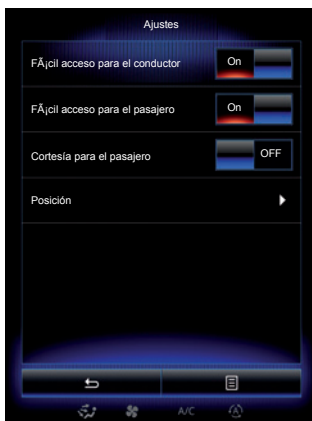 Ajustes
FÃ¡cil acceso para el conductor
On
FÃ¡cil acceso para el pasajero
On
Cortesía para el pasajero
OFF
Posición
A/C
A